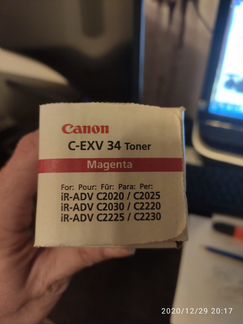 Canon
C-EXV 34 Toner
Magenta
For: Pour: Für: Para: Per:
iR-ADV C2020 / C2025
iR-ADV C2030 / C2220
iR-ADV C2225 / C2230
2020/12/29 20:17